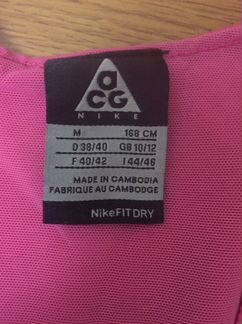 aCG
NIKE
M 168 CM
D 38/40 GB 10/12
F 40/42 I 44/46
MADE IN CAMBODIA
FABRIQUE AU CAMBODGE
NikeFITDRY